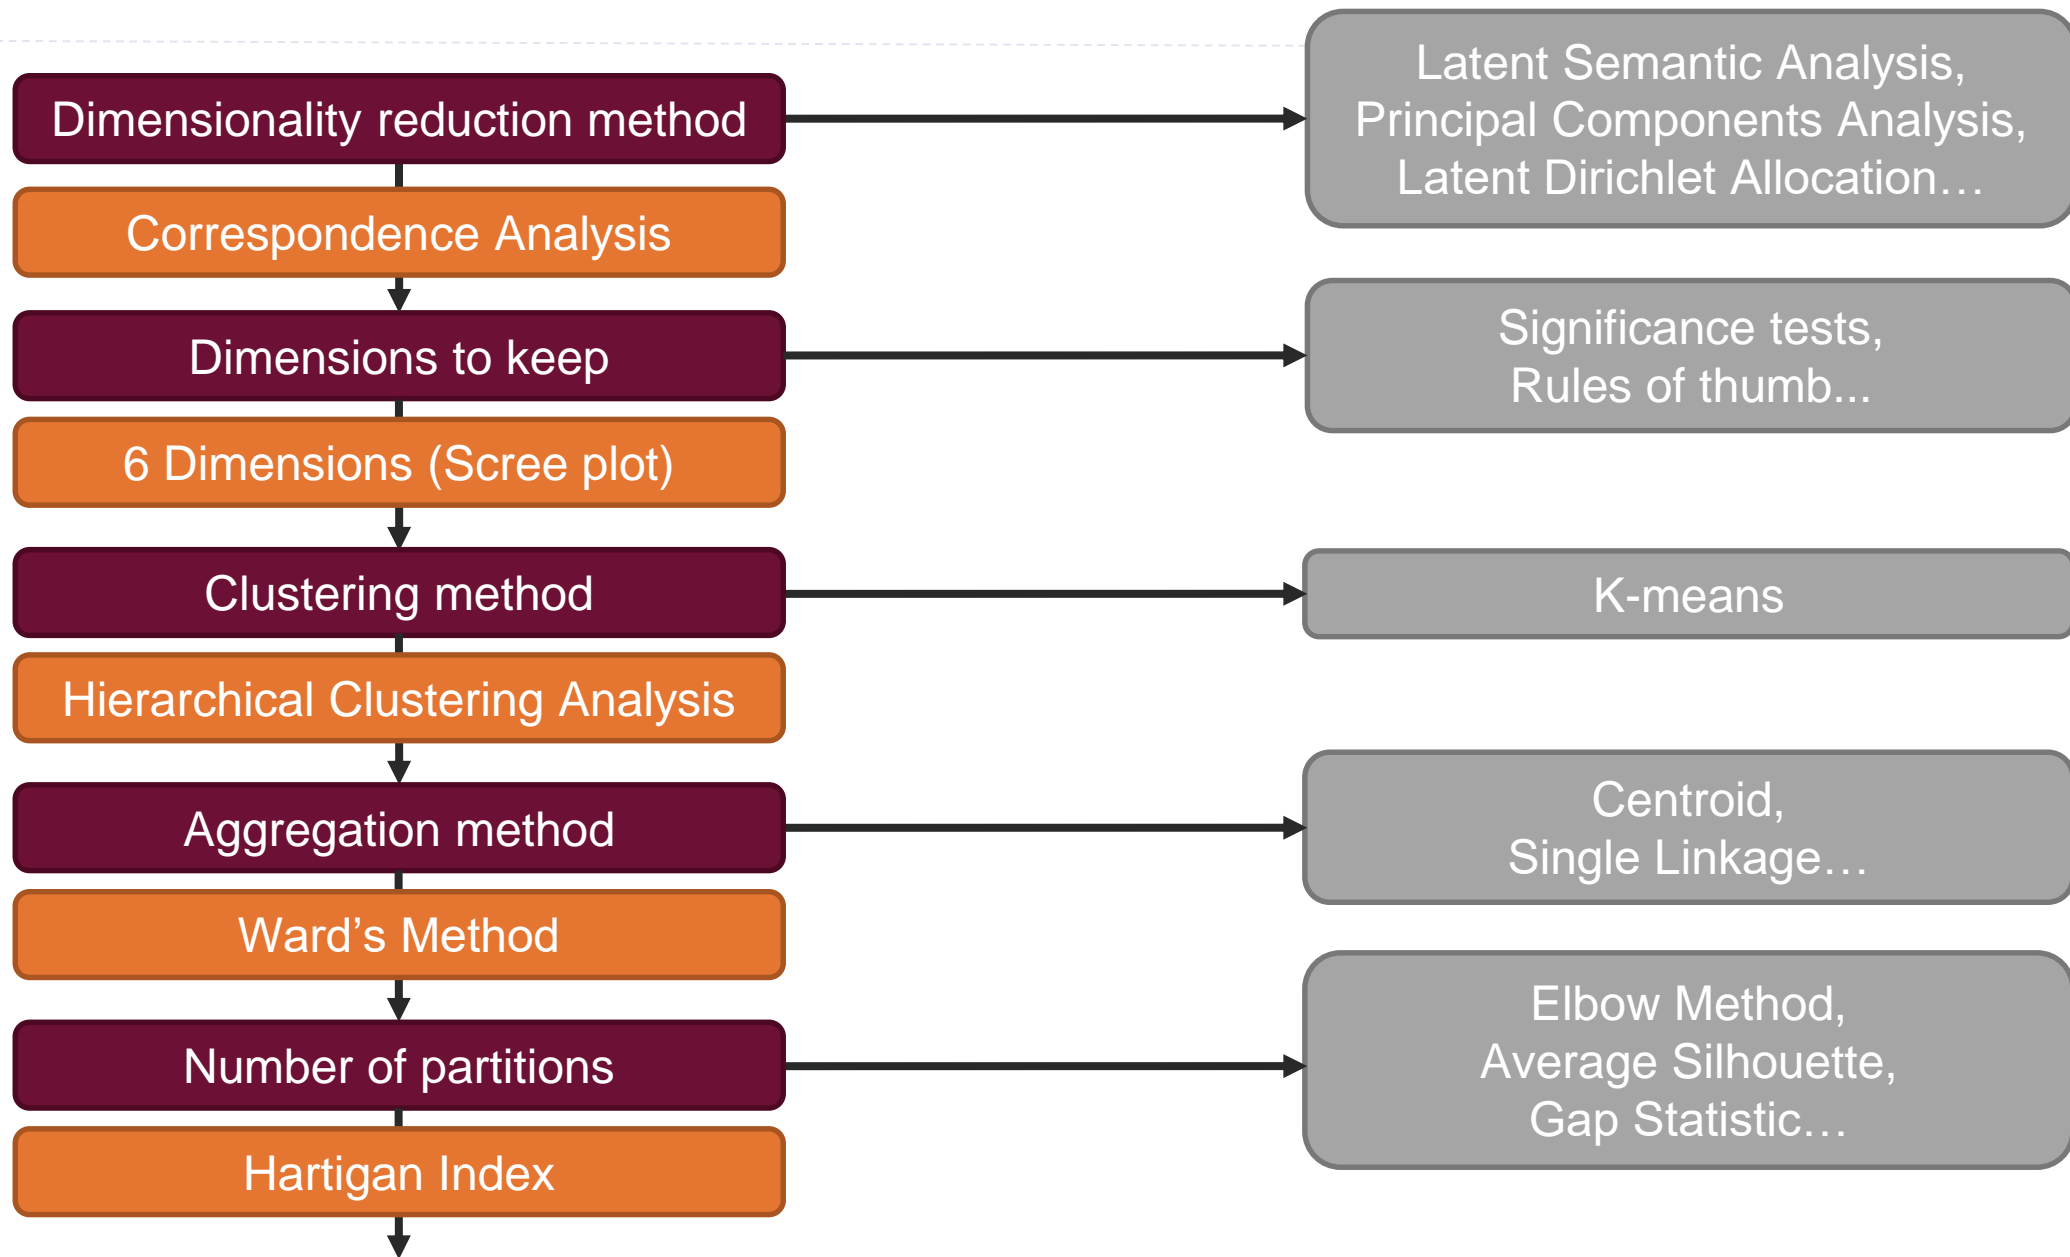 Dimensionality reduction method
Latent Semantic Analysis,
Principal Components Analysis,
Latent Dirichlet Allocation…
Correspondence Analysis
Dimensions to keep
Significance tests,
Rules of thumb...
6 Dimensions (Scree plot)
Clustering method
K-means
Hierarchical Clustering Analysis
Aggregation method
Centroid,
Single Linkage…
Ward’s Method
Number of partitions
Elbow Method,
Average Silhouette,
Gap Statistic…
Hartigan Index